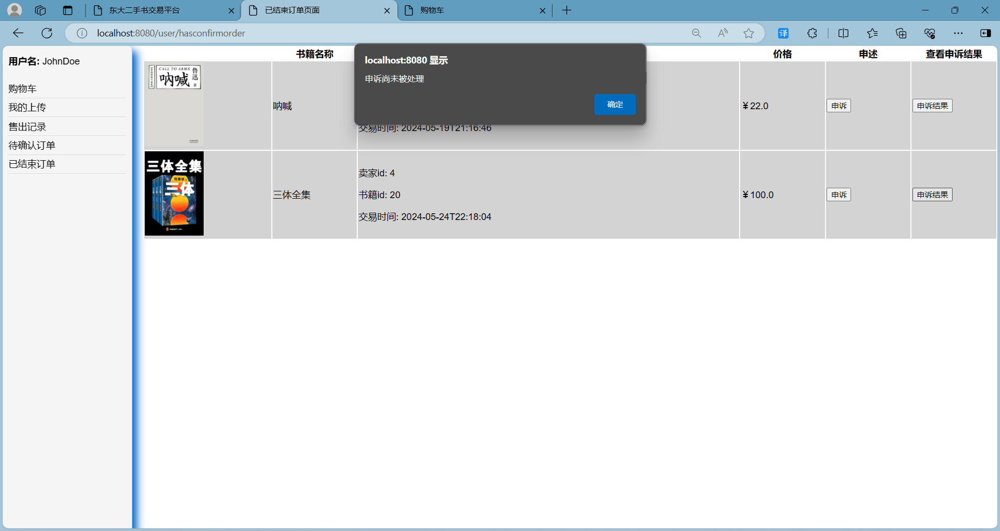 东大二手书交易平台
已结束订单页面
购物车
localhost:8080/user/hasconfirmorder
译
用户名: JohnDoe
购物车
我的上传
售出记录
待确认订单
已结束订单
localhost:8080 显示
申诉尚未被处理
确定
书籍名称
价格
申述
查看申诉结果
CALL TO ARMS
呐喊
鲁迅
著
呐喊
交易时间: 2024-05-19T21:16:46
¥ 22.0
申诉
申诉结果
三体全集
刘慈欣
三体
三体全集
卖家id: 4
书籍id: 20
交易时间: 2024-05-24T22:18:04
¥ 100.0
申诉
申诉结果